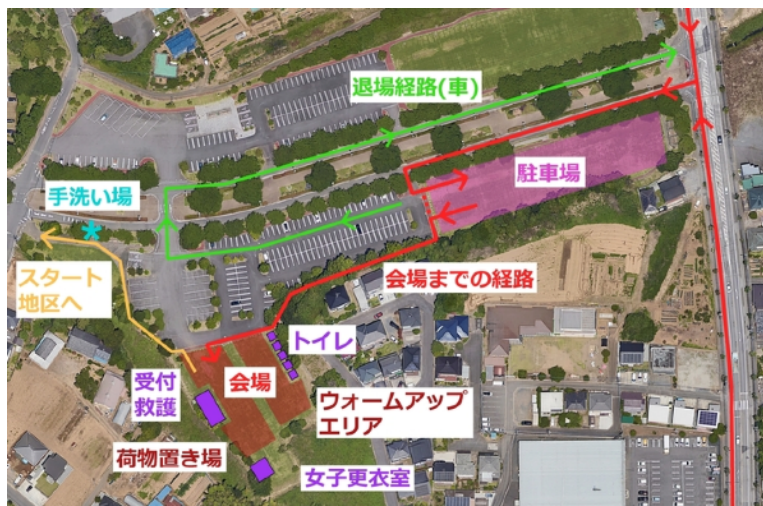 退場経路(車)
駐車場
手洗い場
*
スタート
地区へ
会場までの経路
トイレ
受付
救護
会場
ウォームアップ
エリア
荷物置き場
女子更衣室